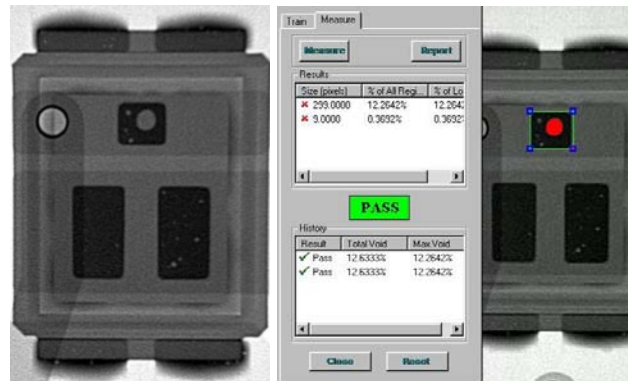 Train Measure
Measure Report
Results
Size (pixels) % of All Regi... % of Lo
299.0000 12.2642% 12.264:
9.0000 0.3692% 0.3692
PASS
History
Result Total Void Max Void
Pass 12.6333% 12.2642%
Pass 12.6333% 12.2642%
Close Reset